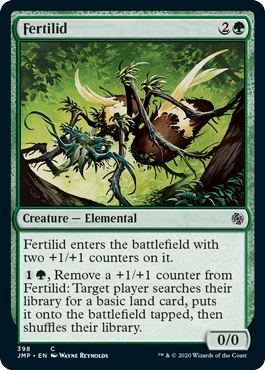 Fertilid 2
Creature — Elemental
Fertilid enters the battlefield with
two +1/+1 counters on it.
1 , Remove a +1/+1 counter from
Fertilid: Target player searches their
library for a basic land card, puts
it onto the battlefield tapped, then
shuffles their library.
0/0
398 C
JMP • EN WAYNE REYNOLDS
™ & © 2020 Wizards of the Coast